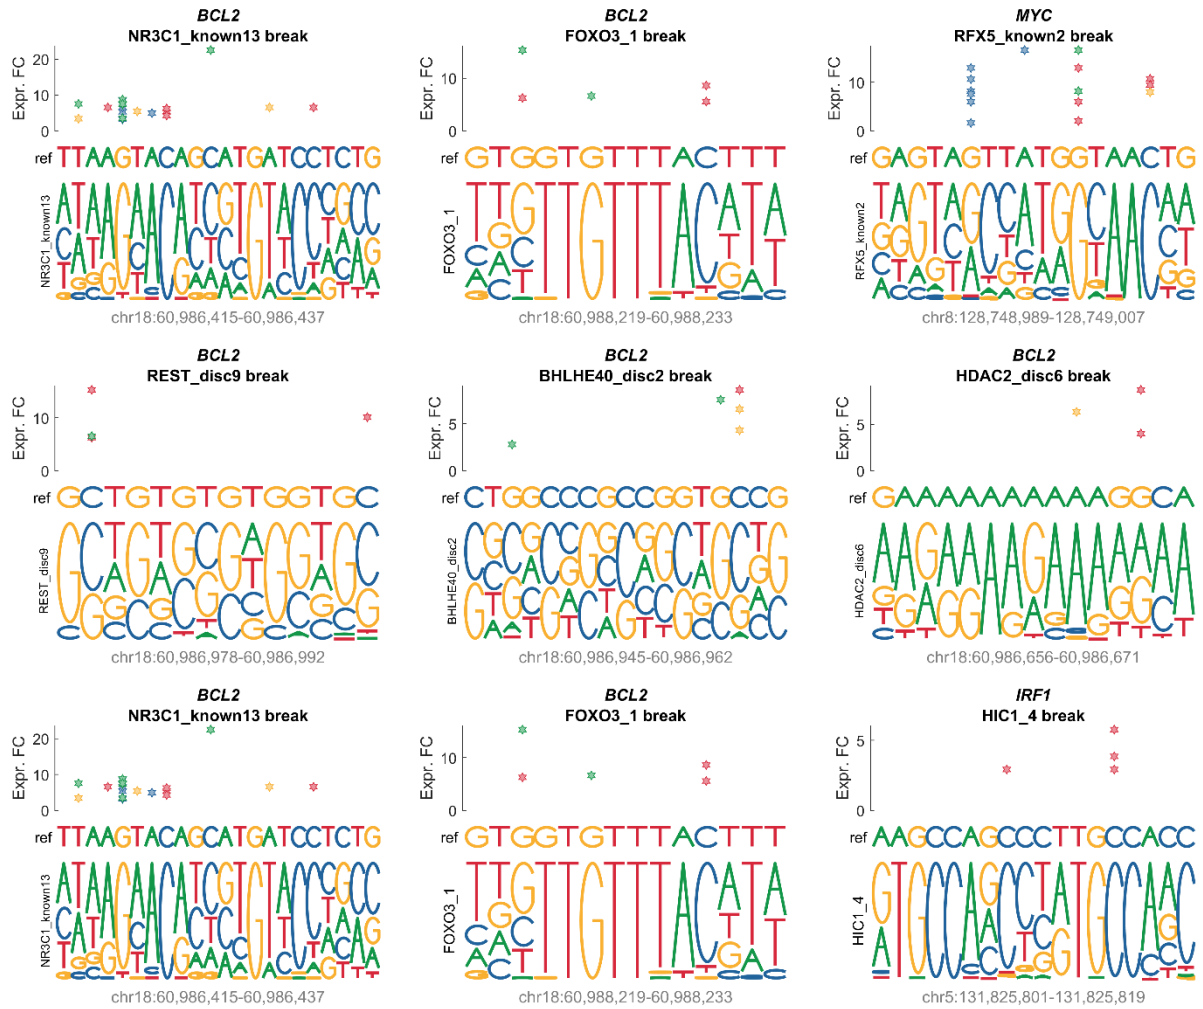 BCL2
NR3C1_known13 break
Expr. FC
20
10
0
ref TTAAGTACAGCATGATCCTCTG
NR3C1_known13
chr18:60,986,415-60,986,437
BCL2
FOXO3_1 break
Expr. FC
10
0
ref GTGGTGTTTACTTT
FOXO3_1
chr18:60,988,219-60,988,233
MYC
RFX5_known2 break
Expr. FC
10
5
0
ref GAGTAGTTATGGTAACTG
RFX5_known2
chr8:128,748,989-128,749,007
BCL2
REST_disc9 break
Expr. FC
10
0
ref GCTGTGTGTGGTGC
REST_disc9
chr18:60,986,978-60,986,992
BCL2
BHLHE40_disc2 break
Expr. FC
5
0
ref CTGGCCCGCCGGTGCCG
BHLHE40_disc2
chr18:60,986,945-60,986,962
BCL2
HDAC2_disc6 break
Expr. FC
5
0
ref GAAAAAAAAAAGGCA
HDAC2_disc6
chr18:60,986,656-60,986,671
BCL2
NR3C1_known13 break
Expr. FC
20
10
0
ref TTAAGTACAGCATGATCCTCTG
NR3C1_known13
chr18:60,986,415-60,986,437
BCL2
FOXO3_1 break
Expr. FC
10
0
ref GTGGTGTTTACTTT
FOXO3_1
chr18:60,988,219-60,988,233
IRF1
HIC1_4 break
Expr. FC
5
0
ref AAGCCAGCCCTTGCCACC
HIC1_4
chr5:131,825,801-131,825,819